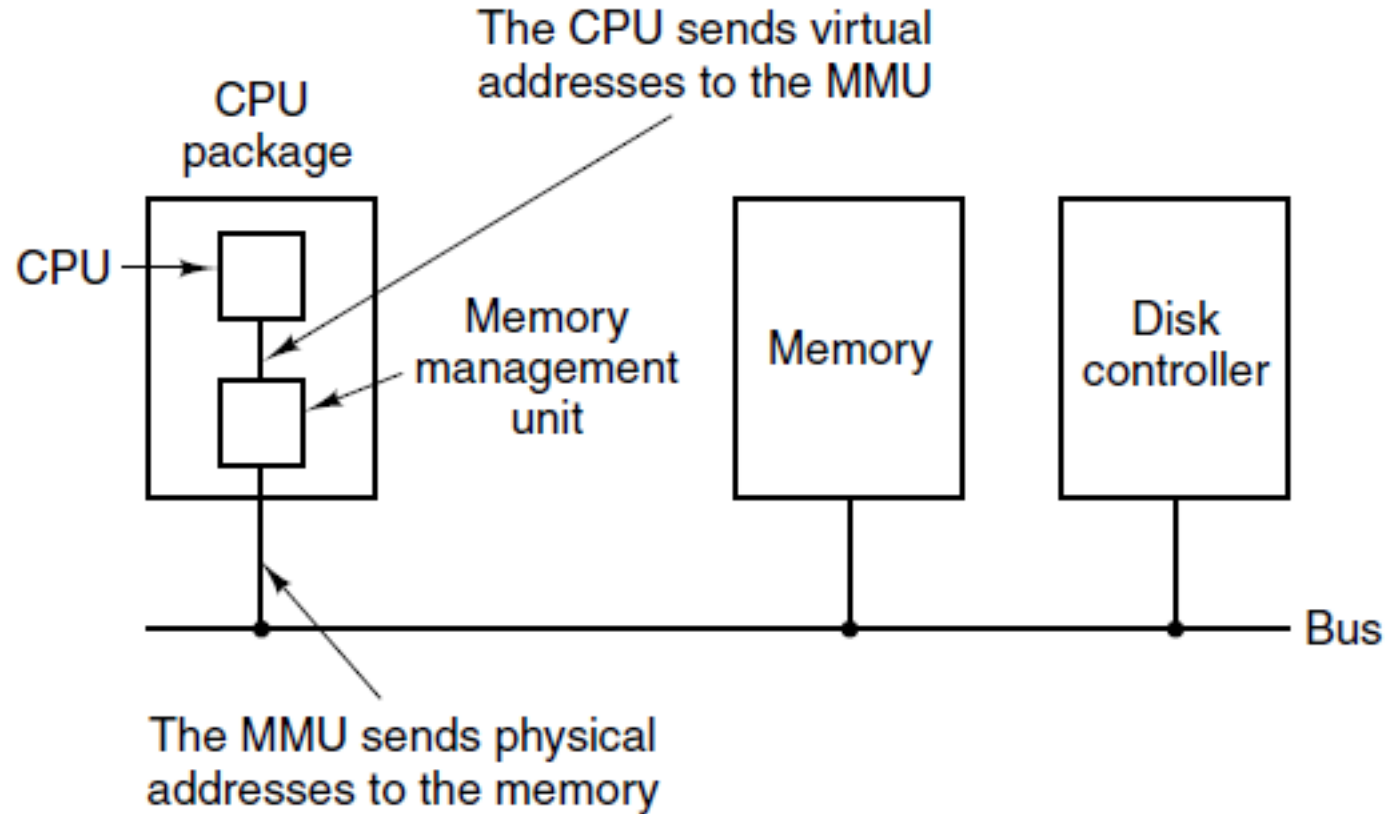 The CPU sends virtual
addresses to the MMU
CPU
package
CPU
Memory
management
unit
Memory
Disk
controller
Bus
The MMU sends physical
addresses to the memory